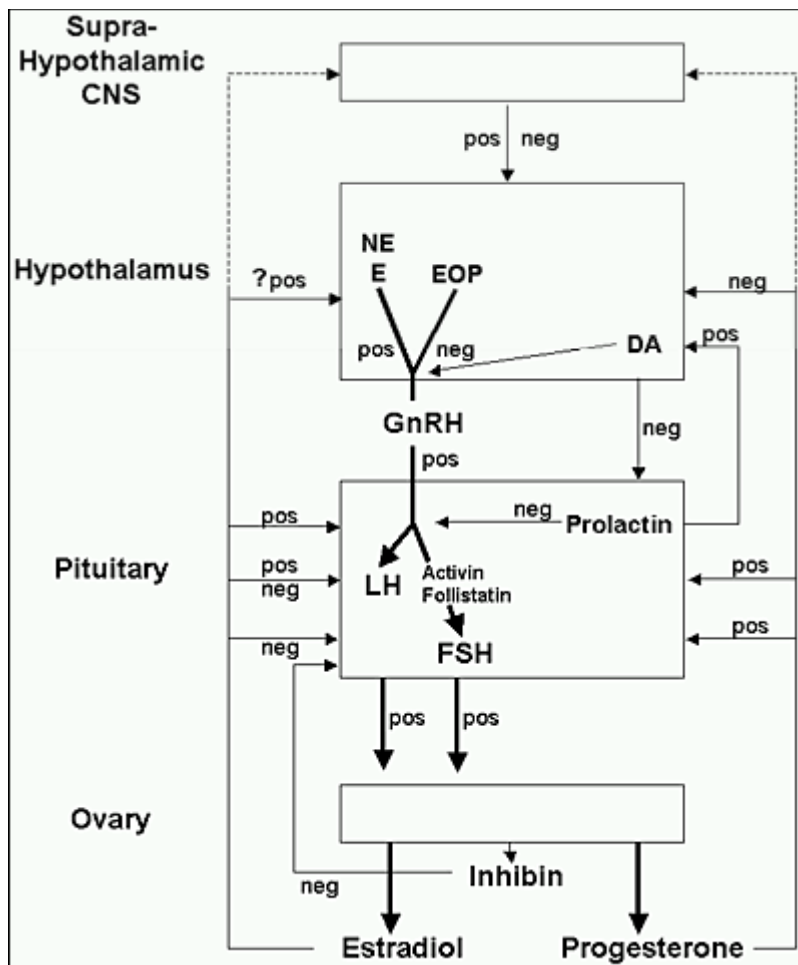 Supra-
Hypothalamic
CNS
pos neg
Hypothalamus
NE
E
EOP
?pos
neg
pos
neg
DA
pos
GnRH
neg
pos
pos
neg
Prolactin
Pituitary
pos
neg
LH
Activin
Follistatin
pos
neg
FSH
pos
pos
pos
Ovary
neg
Inhibin
Estradiol
Progesterone